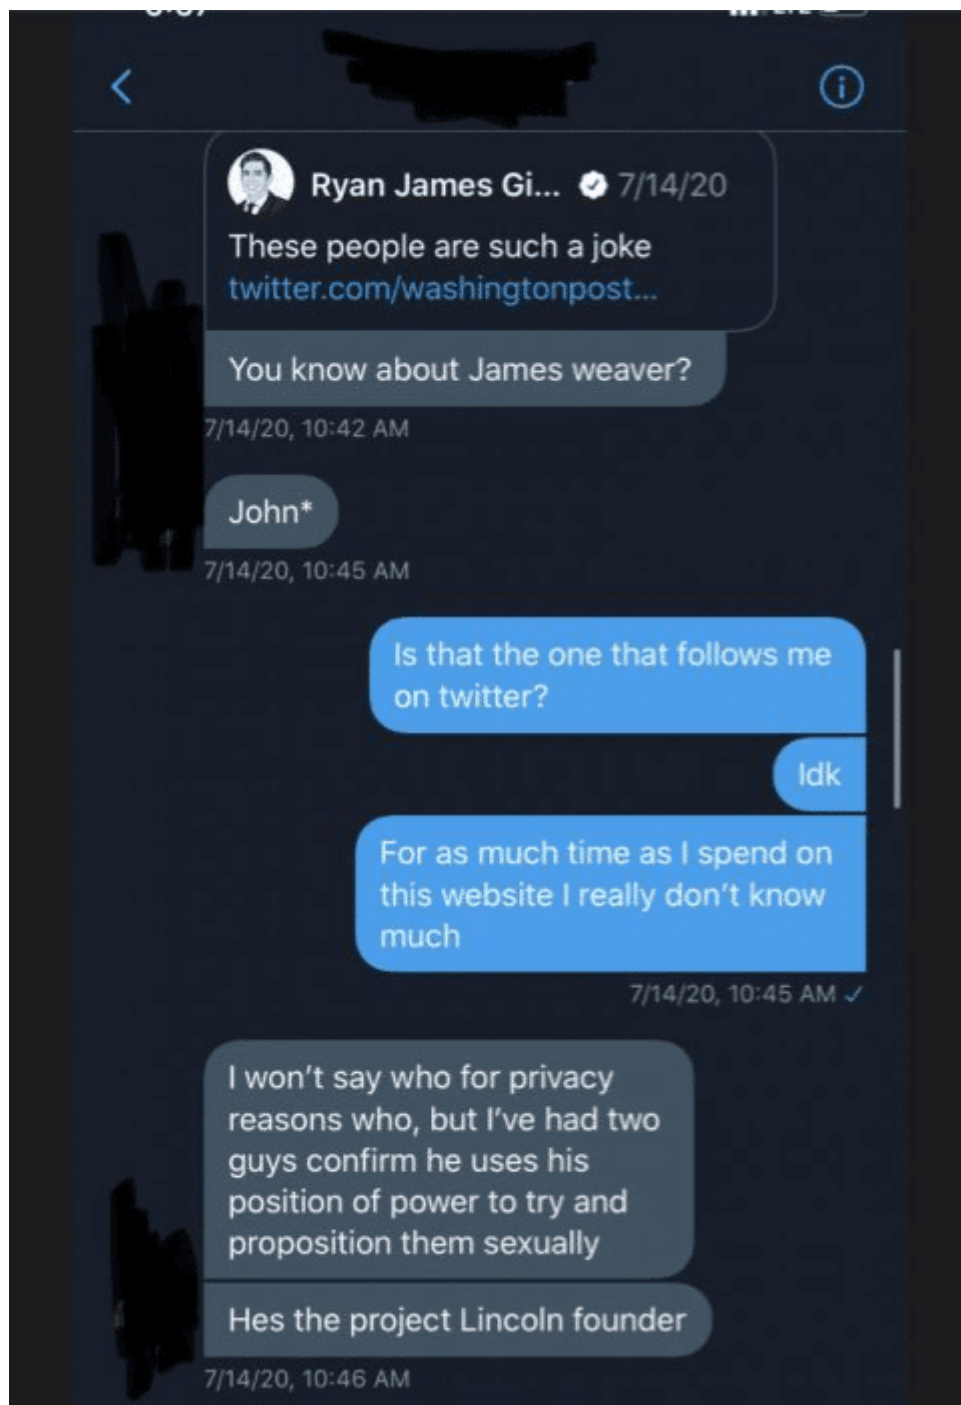 Ryan James Gi... 7/14/20
These people are such a joke
twitter.com/washingtonpost...
You know about James weaver?
7/14/20, 10:42 AM
John*
7/14/20, 10:45 AM
Is that the one that follows me
on twitter?
Idk
For as much time as I spend on
this website I really don't know
much
7/14/20, 10:45 AM
I won't say who for privacy
reasons who, but I've had two
guys confirm he uses his
position of power to try and
proposition them sexually
Hes the project Lincoln founder
7/14/20, 10:46 AM